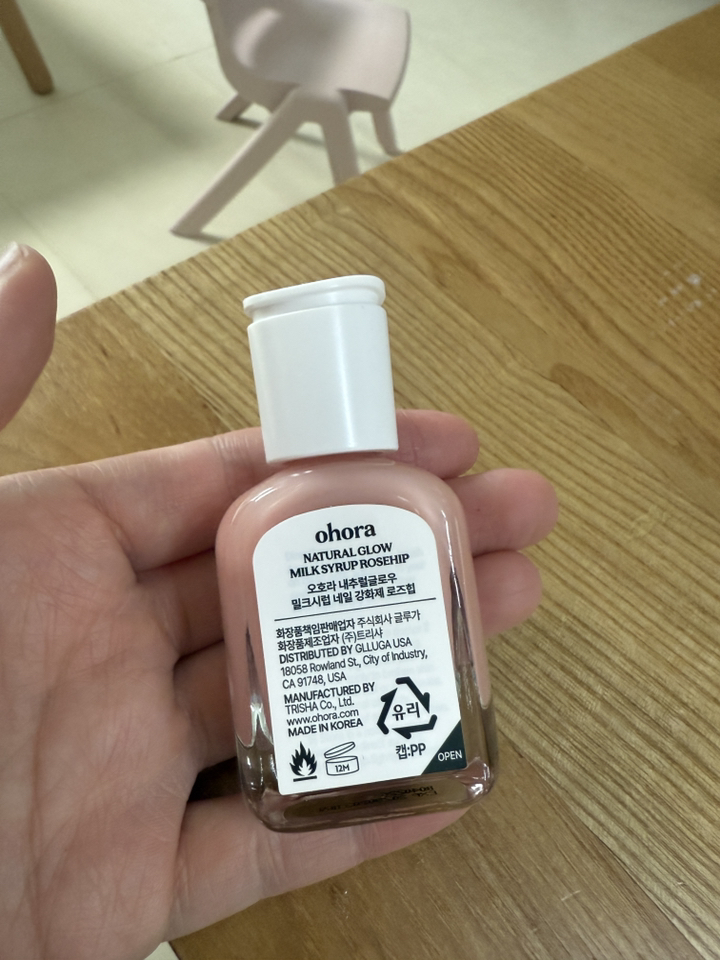 ohora
NATURAL GLOW
MILK SYRUP ROSEHIP
오호라 내추럴글로우
밀크시럽 네일 강화제 로즈힙
화장품책임판매업자 주식회사 글루가
화장품제조업자 (주)트리샤
DISTRIBUTED BY GLLUGA USA
18058 Rowland St., City of Industry,
CA 91748, USA
MANUFACTURED BY
TRISHA Co., Ltd.
www.ohora.com
MADE IN KOREA
유리
캡:PP
12M
OPEN